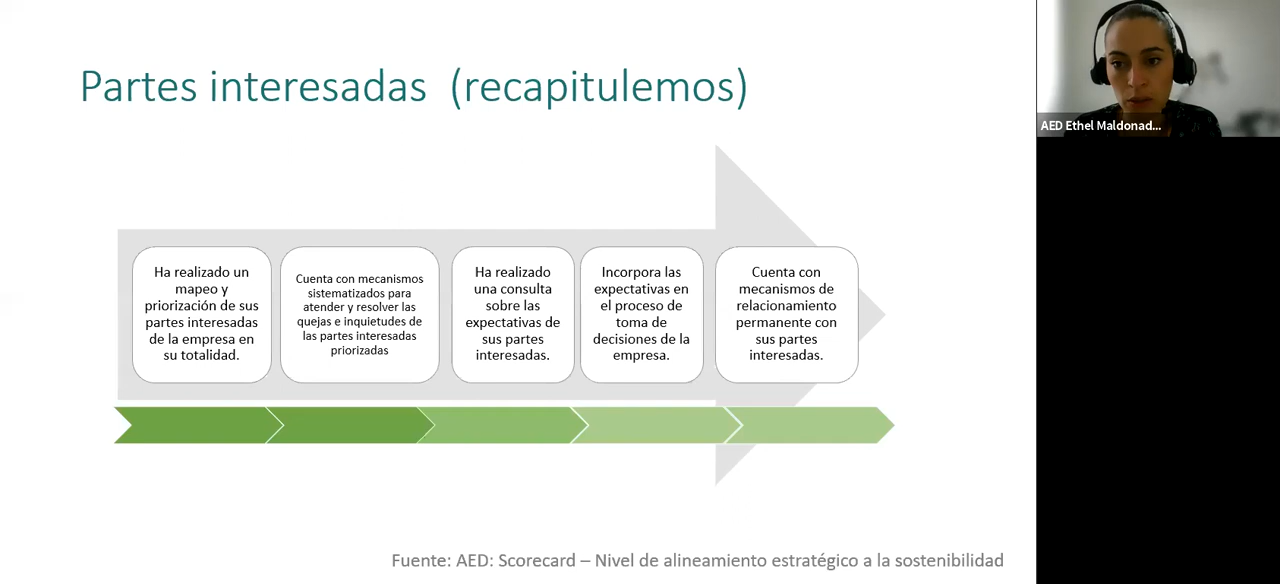 Partes interesadas (recapitulemos)
AED Ethel Maldonad...
Ha realizado un
mapeo y
priorización de sus
partes interesadas
de la empresa en
su totalidad.
Cuenta con mecanismos
sistematizados para
atender y resolver las
quejas e inquietudes de
las partes interesadas
priorizadas
Ha realizado
una consulta
sobre las
expectativas de
sus partes
interesadas.
Incorpora las
expectativas en
el proceso de
toma de
decisiones de la
empresa.
Cuenta con
mecanismos de
relacionamiento
permanente con
sus partes
interesadas.
Fuente: AED: Scorecard – Nivel de alineamiento estratégico a la sostenibilidad